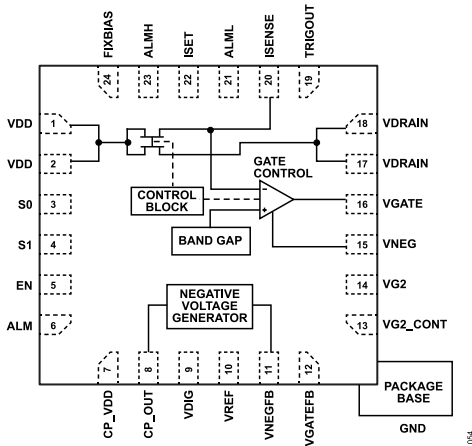 FIXBIAS
ALMH
ISET
ALML
ISENSE
TRIGOUT
24
23
22
21
20
19
VDD
1
18
VDRAIN
VDD
2
17
VDRAIN
GATE
CONTROL
S0
3
CONTROL
BLOCK
–
+
16
VGATE
S1
4
BAND GAP
15
VNEG
EN
5
NEGATIVE
VOLTAGE
GENERATOR
14
VG2
ALM
6
13
VG2_CONT
7
8
9
10
11
12
CP_VDD
CP_OUT
VDIG
VREF
VNEGFB
VGATEFB
PACKAGE
BASE
GND